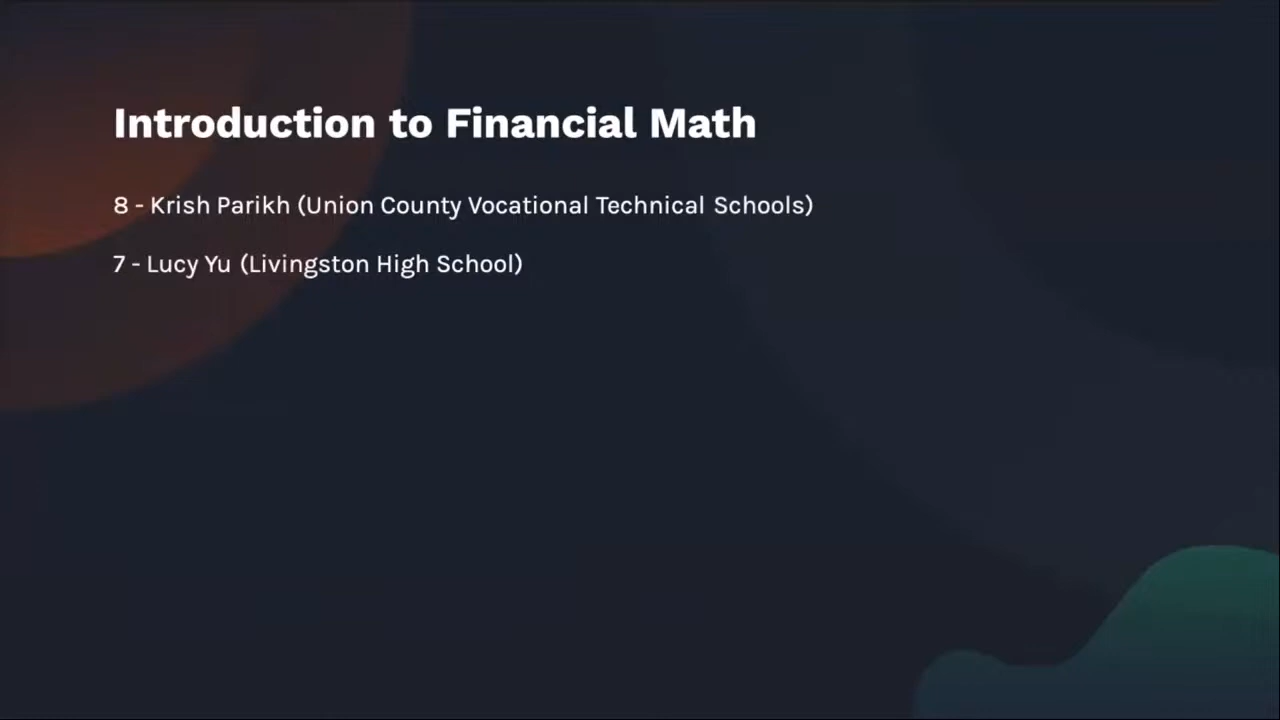 Introduction to Financial Math
8 - Krish Parikh (Union County Vocational Technical Schools)
7 - Lucy Yu (Livingston High School)